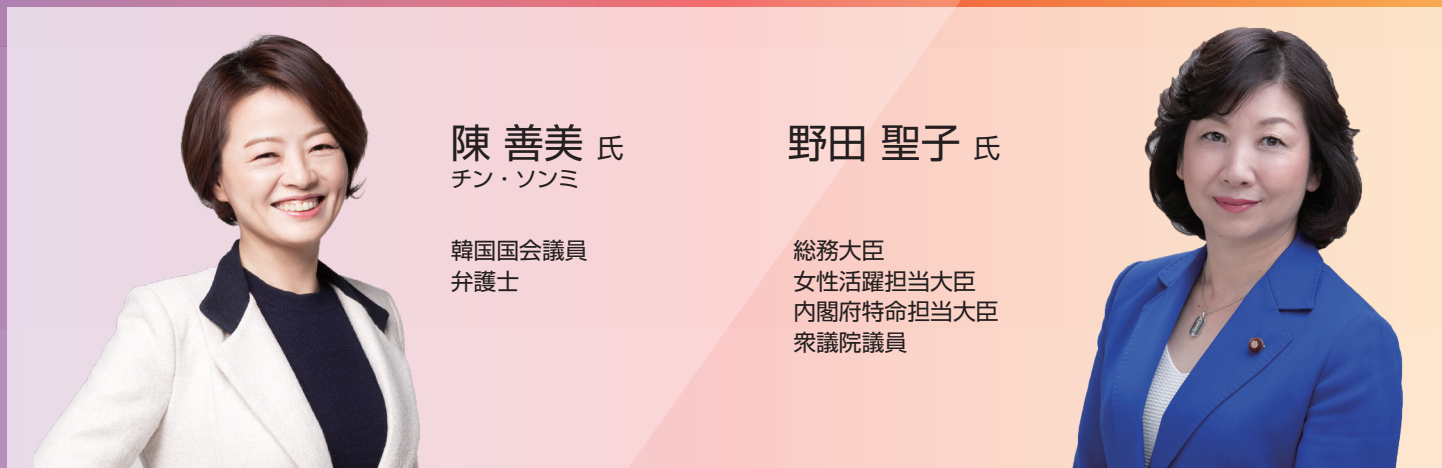 陳 善美 氏
チン・ソンミ
韓国国会議員
弁護士
野田 聖子 氏
総務大臣
女性活躍担当大臣
内閣府特命担当大臣
衆議院議員